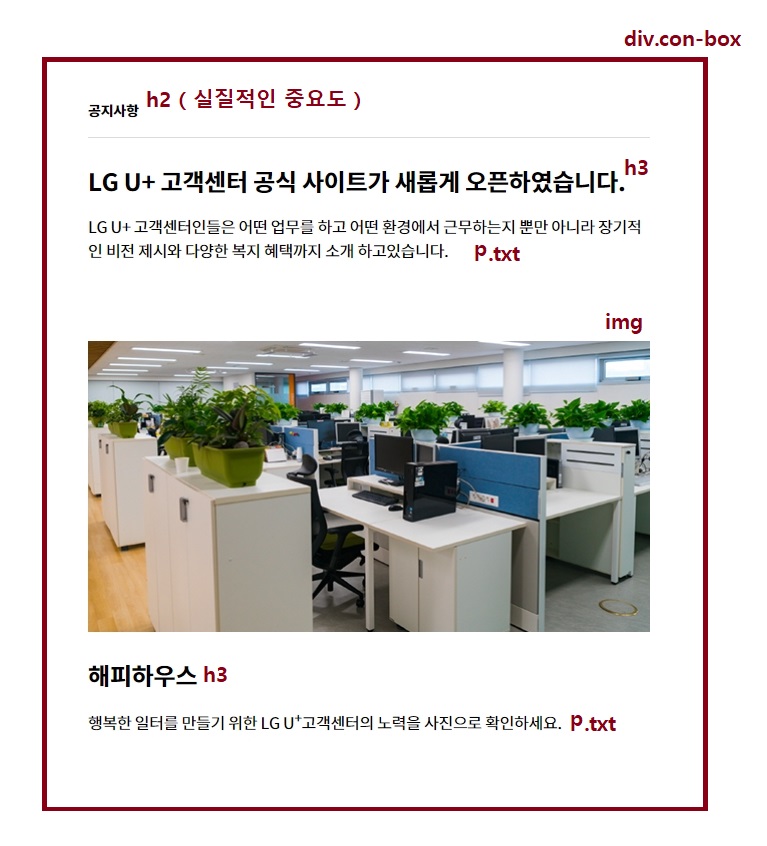 div.con-box
공지사항 h2 ( 실질적인 중요도 )
LG U+ 고객센터 공식 사이트가 새롭게 오픈하였습니다. h3
LG U+ 고객센터인들은 어떤 업무를 하고 어떤 환경에서 근무하는지 뿐만 아니라 장기적
인 비전 제시와 다양한 복지 혜택까지 소개 하고있습니다. p.txt
img
해피하우스 h3
행복한 일터를 만들기 위한 LG U+고객센터의 노력을 사진으로 확인하세요. p.txt